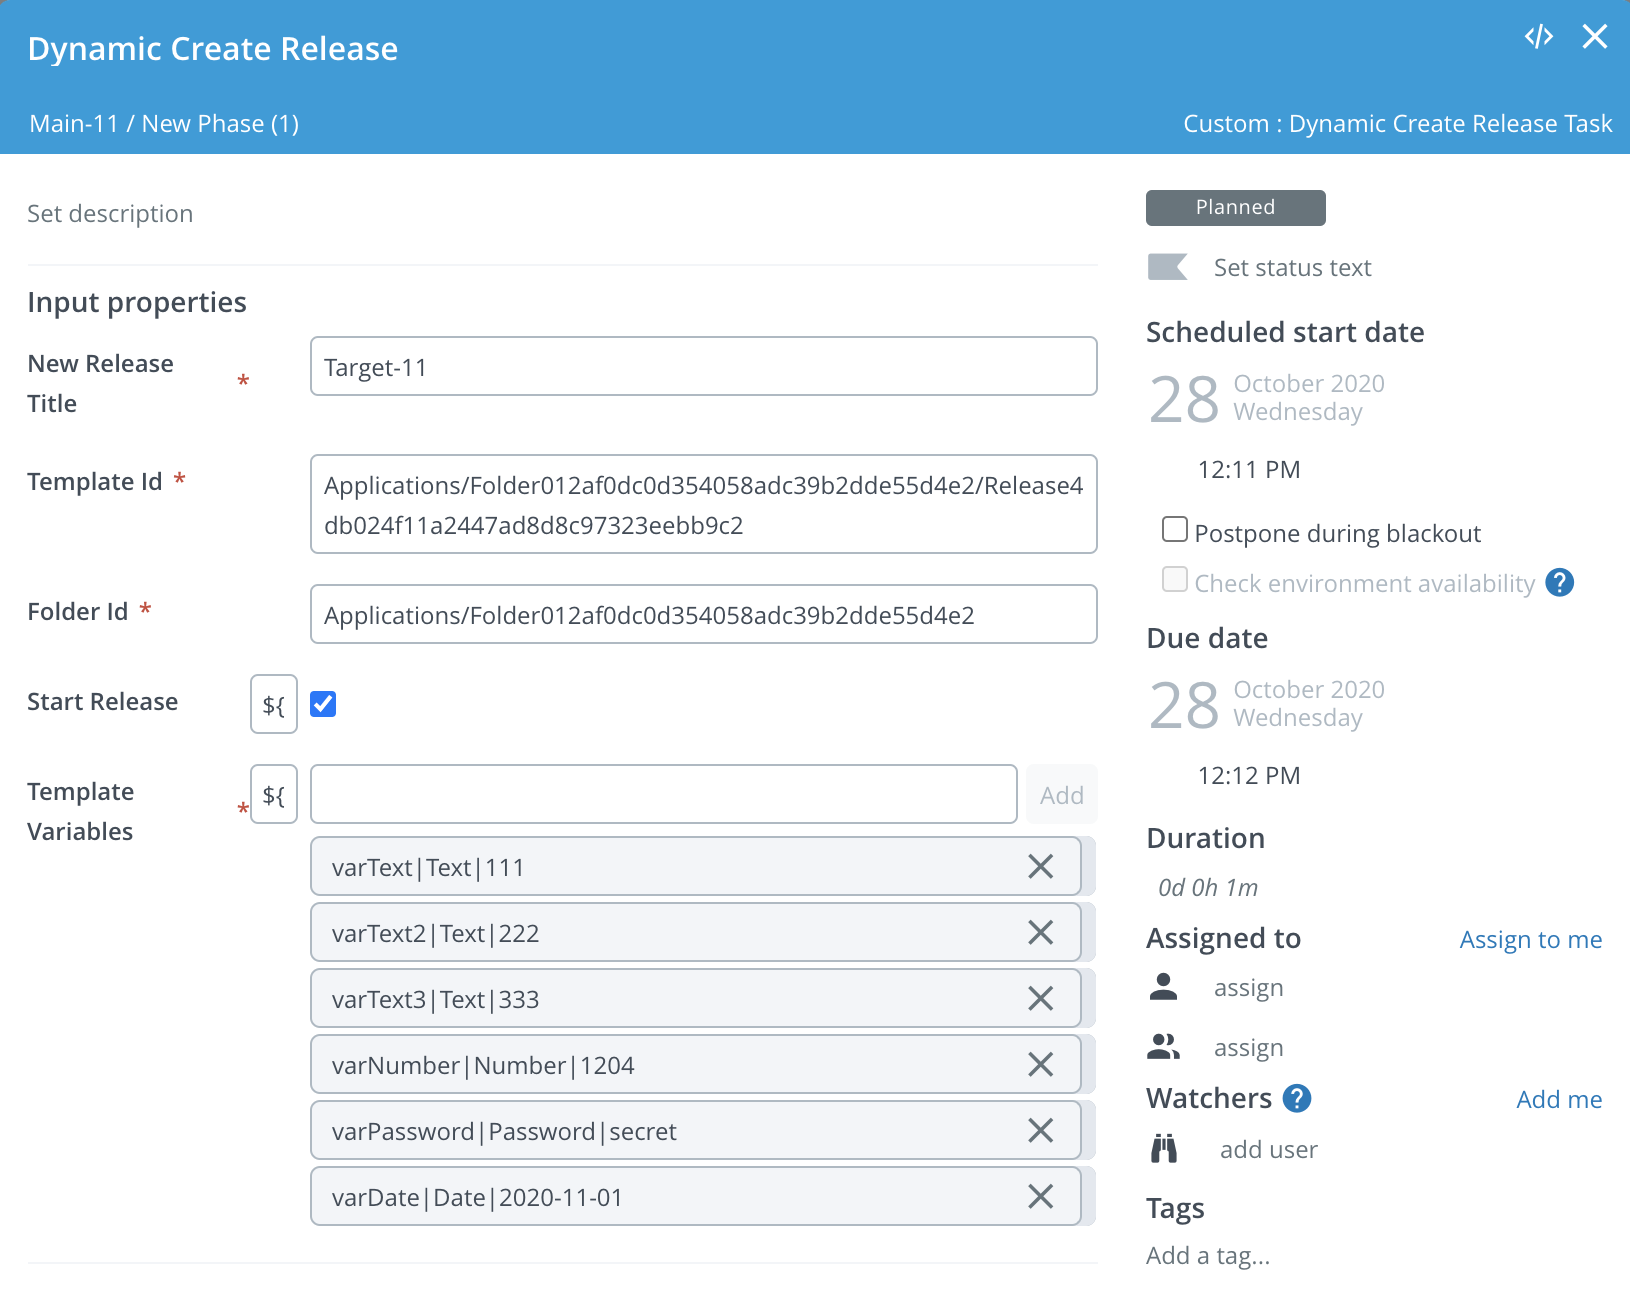 Dynamic Create Release
Main-11 / New Phase (1)
Custom : Dynamic Create Release Task
Set description
Input properties
New Release
Title
*
Target-11
Template Id *
Applications/Folder012af0dc0d354058adc39b2dde55d4e2/Release4
db024f11a2447ad8d8c97323eebb9c2
Folder Id *
Applications/Folder012af0dc0d354058adc39b2dde55d4e2
Start Release
${
Template
Variables
*
${
Add
varText|Text|111
varText2|Text|222
varText3|Text|333
varNumber|Number|1204
varPassword|Password|secret
varDate|Date|2020-11-01
Planned
Set status text
Scheduled start date
28
October 2020
Wednesday
12:11 PM
Postpone during blackout
Check environment availability ?
Due date
28
October 2020
Wednesday
12:12 PM
Duration
0d 0h 1m
Assigned to
Assign to me
assign
assign
Watchers ?
Add me
add user
Tags
Add a tag...